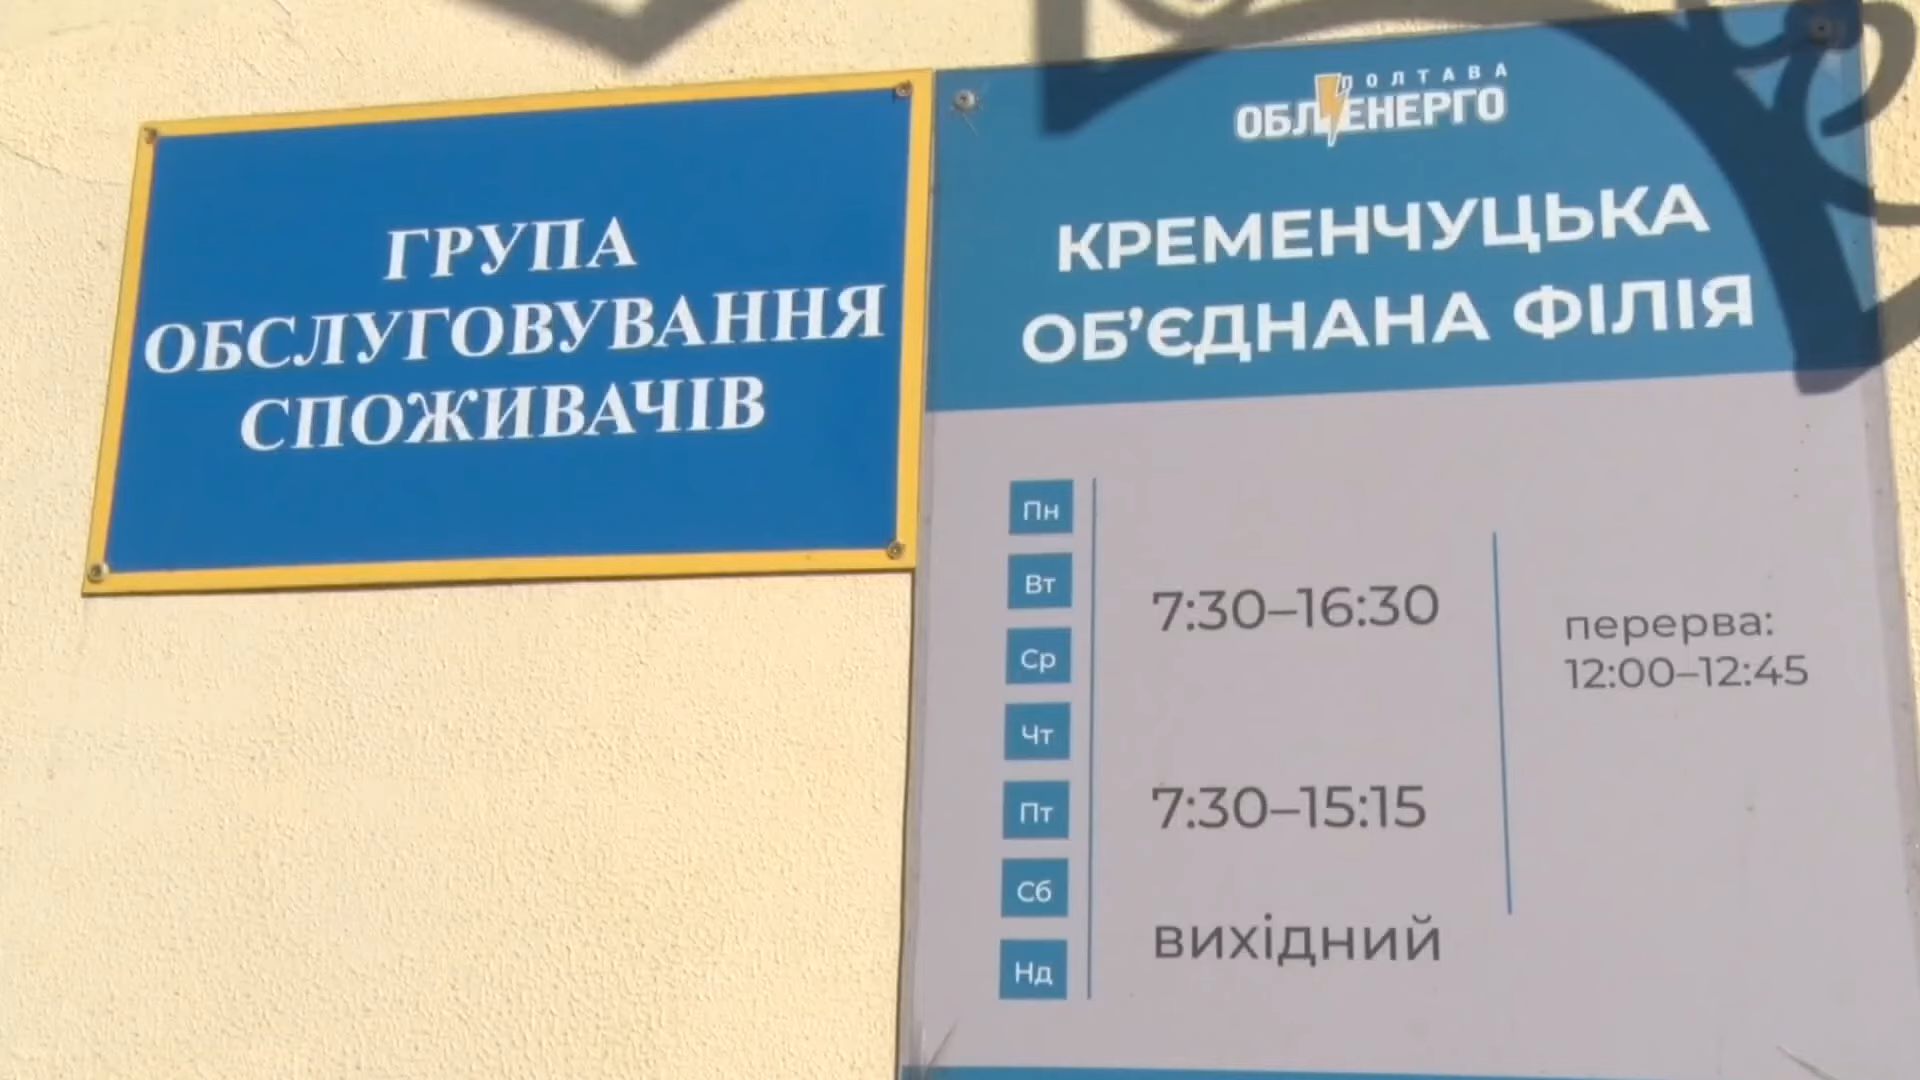 ГРУПА
ОБСЛУГОВУВАННЯ
СПОЖИВАЧІВ
ПОЛТАВА
ОБЛЕНЕРГО
КРЕМЕНЧУЦЬКА
ОБ’ЄДНАНА ФІЛІЯ
Пн
Вт
Ср
Чт
7:30–16:30
Пт
7:30–15:15
Сб
Нд
вихідний
перерва:
12:00–12:45